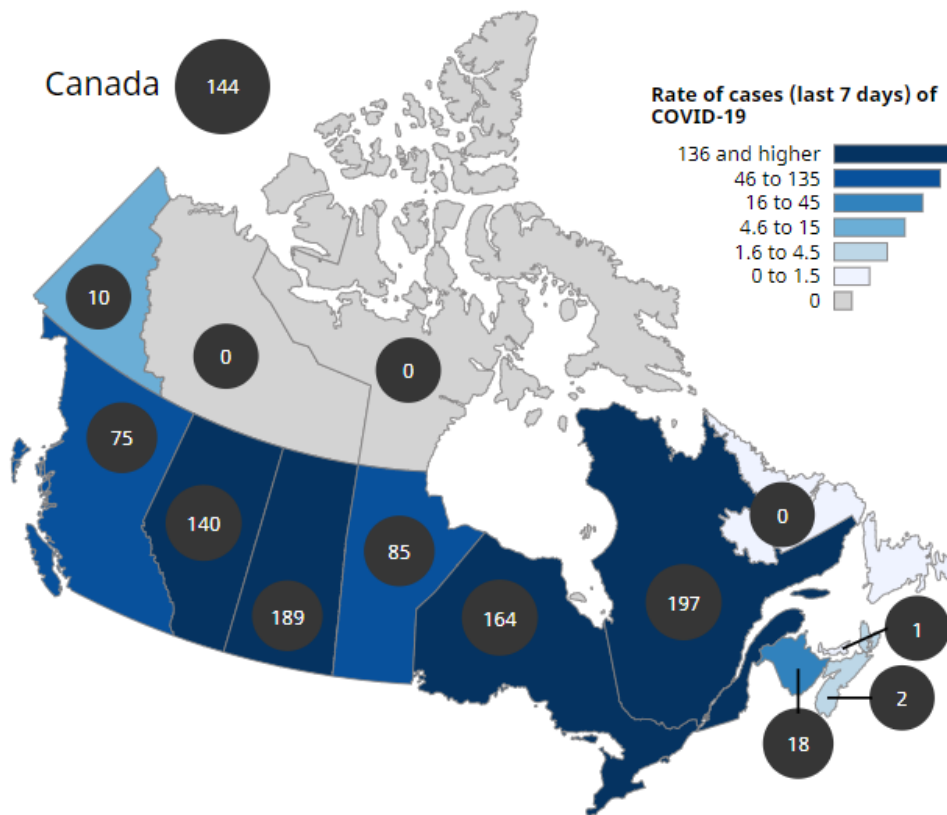 Canada 144
Rate of cases (last 7 days) of
COVID-19
136 and higher
46 to 135
16 to 45
4.6 to 15
1.6 to 4.5
0 to 1.5
0
10
0
0
75
140
189
85
164
197
0
1
2
18